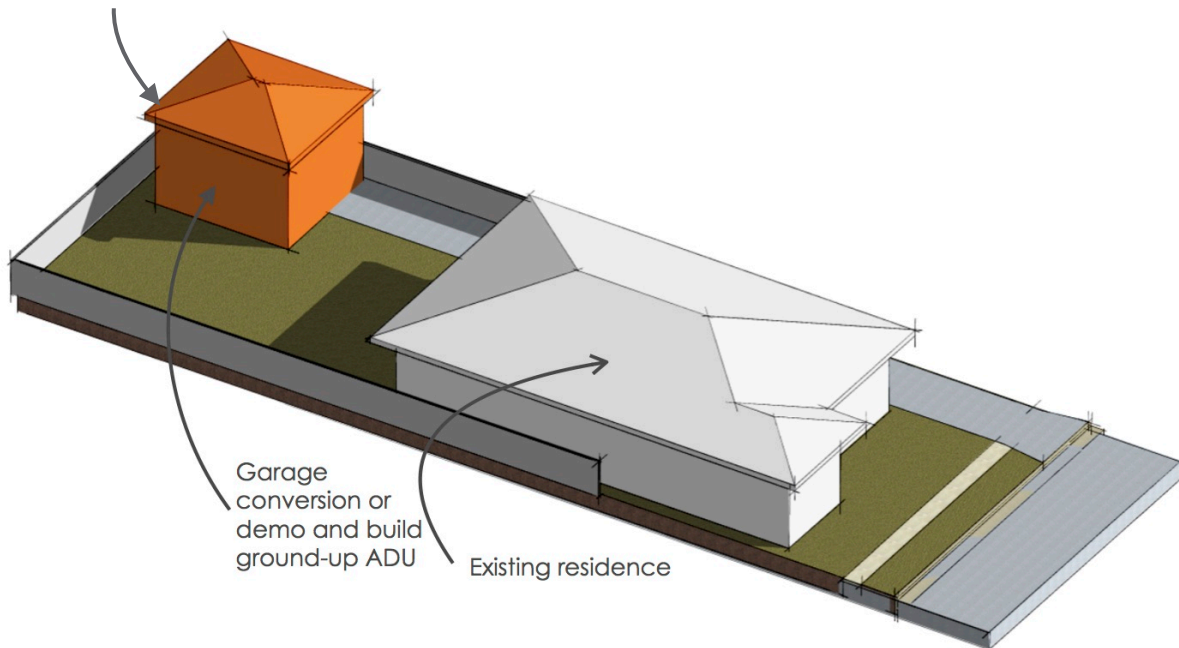 Garage
conversion or
demo and build
ground-up ADU
Existing residence